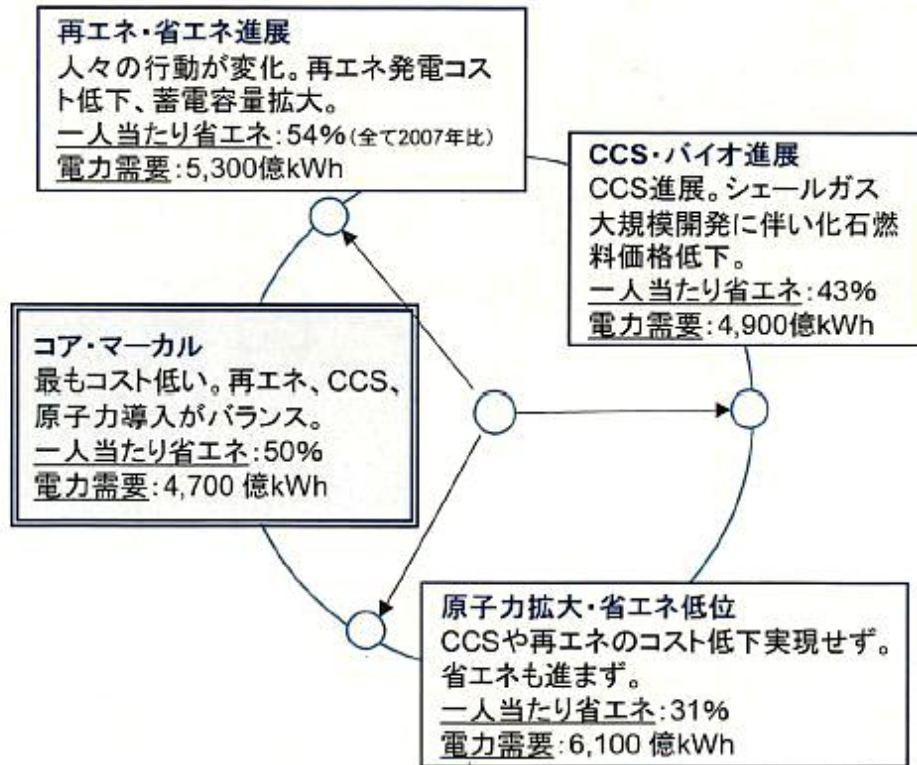 再エネ・省エネ進展
人々の行動が変化。再エネ発電コス
ト低下、蓄電容量拡大。
一人当たり省エネ:54%(全て2007年比)
電力需要:5,300億kWh
CCS・バイオ進展
CCS進展。シェールガス
大規模開発に伴い化石燃
料価格低下。
一人当たり省エネ:43%
電力需要:4,900億kWh
コア・マーカル
最もコスト低い。再エネ、CCS、
原子力導入がバランス。
一人当たり省エネ:50%
電力需要:4,700 億kWh
原子力拡大・省エネ低位
CCSや再エネのコスト低下実現せず。
省エネも進まず。
一人当たり省エネ:31%
電力需要:6,100 億kWh